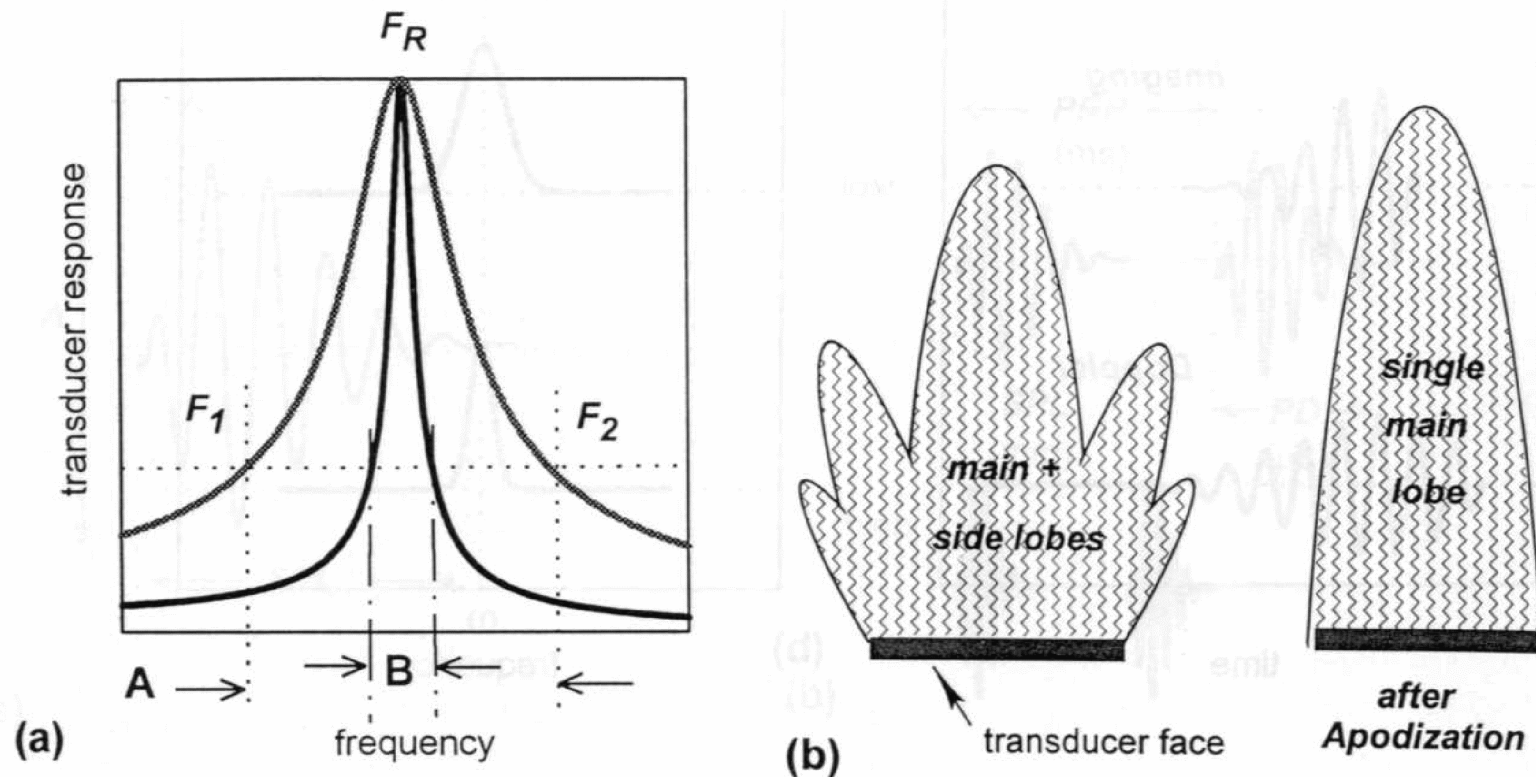 F_R
transducer response
F_1
F_2
A
B
frequency
(a)
main +
side lobes
transducer face
(b)
single
main
lobe
after
Apodization